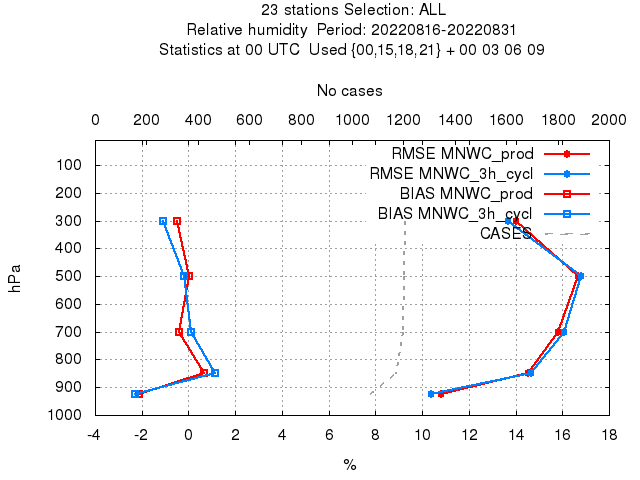 23 stations Selection: ALL
Relative humidity  Period: 20220816-20220831
Statistics at 00 UTC  Used {00,15,18,21} + 00 03 06 09
No cases
0 200 400 600 800 1000 1200 1400 1600 1800 2000
RMSE MNWC_prod
RMSE MNWC_3h_cycl
BIAS MNWC_prod
BIAS MNWC_3h_cycl
CASES
100
200
300
400
500
600
700
800
900
1000
hPa
-4 -2 0 2 4 6 8 10 12 14 16 18
%